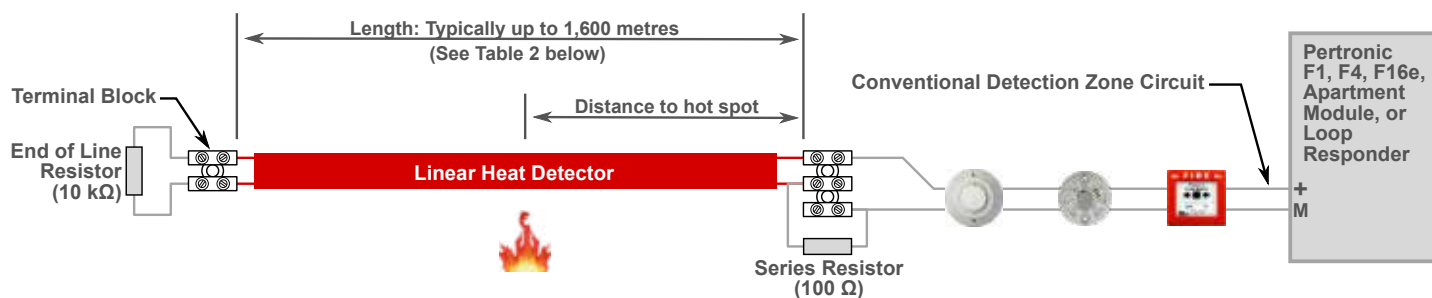 Length: Typically up to 1,600 metres
(See Table 2 below)
Terminal Block
Distance to hot spot
Conventional Detection Zone Circuit
Pertronic
F1, F4, F16e,
Apartment
Module, or
Loop
Responder
End of Line
Resistor
(10 kΩ)
Linear Heat Detector
FIRE
+
M
Series Resistor
(100 Ω)